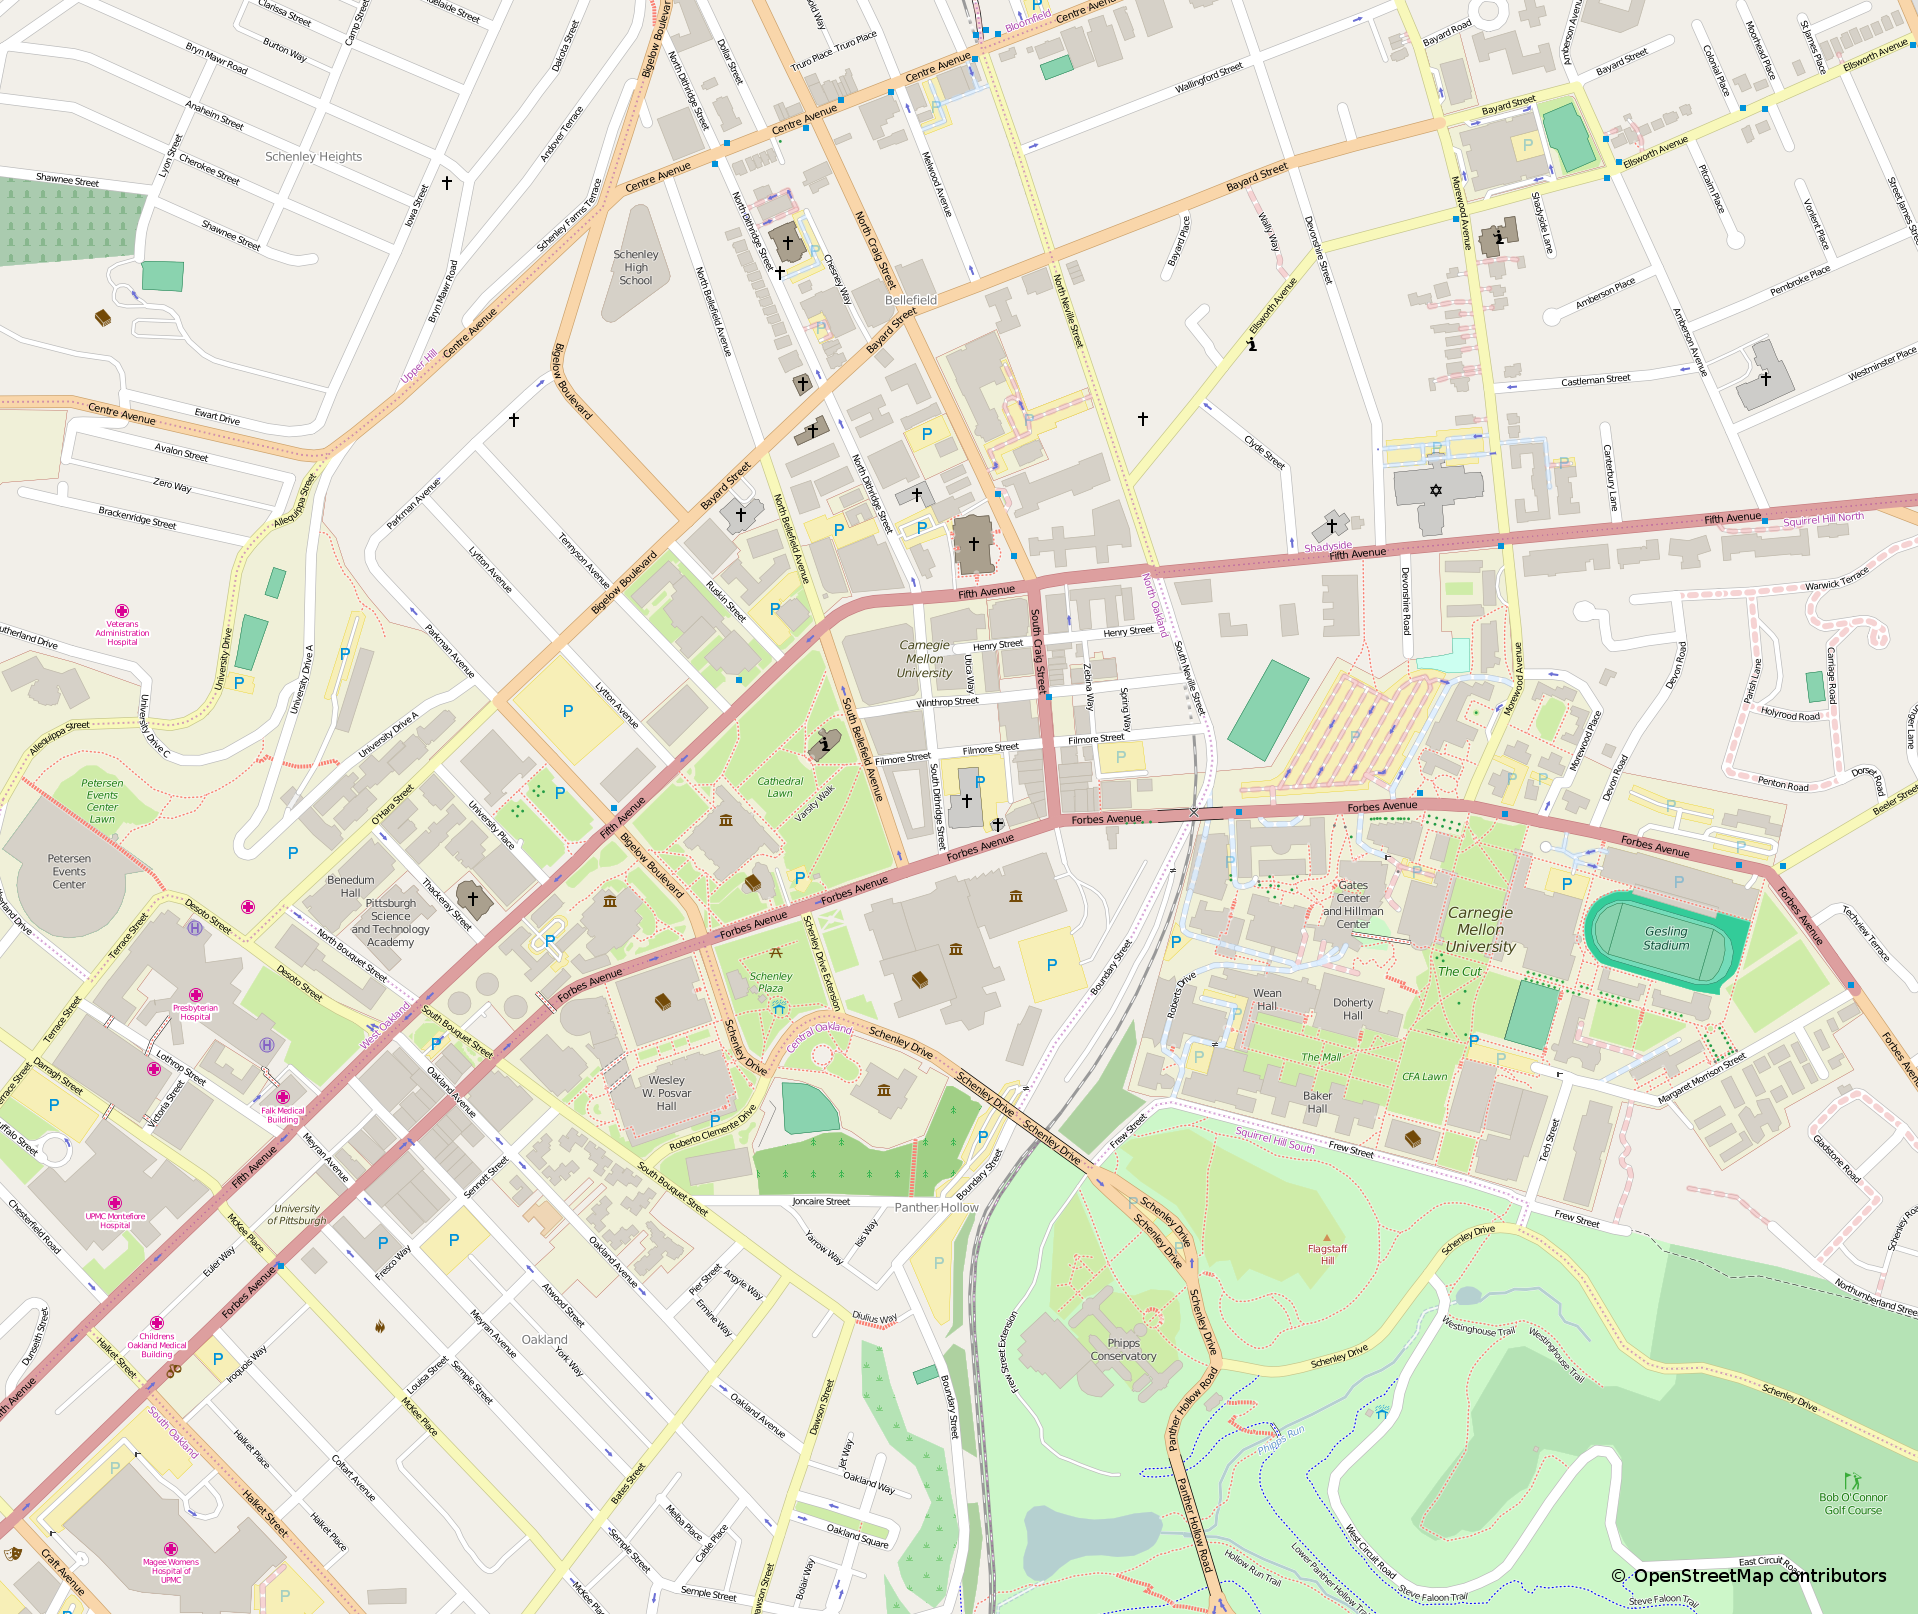 Clarissa Street
Camp Street
Adelaide Street
Burton Way
Bryn Mawr Road
Dakota Street
Bigelow Boulevard
Dollar Street
North Dithridge Street
Truro Place
Truro Place
Bloomfield
Centre Avenue
Centre Avenue
Centre Avenue
Wallingford Street
Bayard Road
Amberson Avenue
Bayard Street
Colonial Place
Moorhead Place
St James Place
Ellsworth Avenue
Anaheim Street
Lyon Street
Andover Terrace
Schenley Heights
Cherokee Street
Shawnee Street
Iowa Street
Centre Avenue
Melwood Avenue
Bayard Street
Bayard Street
Ellsworth Avenue
Pitcairn Place
Vonlent Place
Street James Street
Shawnee Street
Schenley Farms Terrace
North Dithridge Street
North Craig Street
Wally Way
Devonshire Street
Bayard Place
Morewood Avenue
Shadyside Lane
Schenley
High
School
Chesney Way
Bellefield
North Bellefield Avenue
North Neville Street
Ellsworth Avenue
Amberson Place
Pembroke Place
Bryn Mawr Road
Centre Avenue
Upper Hill
Bayard Street
Bigelow Boulevard
Amberson Avenue
Westminster Place
Castleman Street
Centre Avenue
Ewart Drive
Avalon Street
Zero Way
Brackenridge Street
Allequippa Street
Parkman Avenue
Bayard Street
North Dithridge Street
North Bellefield Avenue
Clyde Street
Canterbury Lane
Shadyside
Fifth Avenue
Fifth Avenue
Squirrel Hill North
Lytton Avenue
Tennyson Avenue
Bigelow Boulevard
Ruskin Street
Fifth Avenue
North Oakland
Devonshire Road
Warwick Terrace
Veterans
Administration
Hospital
University Drive
University Drive A
Parkman Avenue
Lytton Avenue
Carnegie
Mellon
University
Henry Street
Henry Street
Utica Way
South Craig Street
Zebina Way
Spring Way
South Neville Street
Winthrop Street
Morewood Avenue
Devon Road
Parish Lane
Carriage Road
Holyrood Road
Penton Road
Dorset Road
Beeler Street
Allequippa Street
University Drive C
University Drive A
South Bellefield Avenue
Filmore Street
Filmore Street
Filmore Street
Morewood Place
Devon Road
Petersen
Events
Center
Lawn
Cathedral
Lawn
Varsity Walk
O'Hara Street
University Place
Fifth Avenue
South Dithridge Street
Forbes Avenue
Forbes Avenue
Forbes Avenue
Forbes Avenue
Petersen
Events
Center
Benedum
Hall
Pittsburgh
Science
and Technology
Academy
Thackeray Street
Bigelow Boulevard
Forbes Avenue
Forbes Avenue
Gates
Center
and Hillman
Center
Carnegie
Mellon
University
The Cut
Gesling
Stadium
Forbes Avenue
Techview Terrace
Desoto Street
Terrace Street
North Bouquet Street
Desoto Street
Schenley Drive Extension
Schenley
Plaza
Forbes Avenue
Boundary Street
Roberts Drive
Wean
Hall
Doherty
Hall
Presbyterian
Hospital
West Oakland
South Bouquet Street
Schenley Drive
Central Oakland
Schenley Drive
The Mall
CFA Lawn
Forbes Avenue
Terrace Street
Darragh Street
Lothrop Street
Victoria Street
Falk Medical
Building
Oakland Avenue
Wesley
W. Posvar
Hall
Roberto Clemente Drive
Schenley Drive
Schenley Drive
Baker
Hall
Margaret Morrison Street
Frew Street
Squirrel Hill South
Frew Street
Tech Street
Gladstone Road
Meyran Avenue
Fifth Avenue
Sennott Street
South Bouquet Street
Boundary Street
Joncaire Street
Panther Hollow
UPMC Montefiore
Hospital
University
of Pittsburgh
Chesterfield Road
McKee Place
Euler Way
Fresco Way
Oakland Avenue
Yarrow Way
Isis Way
Schenley Drive
Schenley Drive
Flagstaff
Hill
Schenley Drive
Frew Street
Northumberland Street
Forbes Avenue
Pier Street
Argyle Way
Ermine Way
Atwood Street
Diulius Way
Schenley Drive
Dunseith Street
Childrens
Oakland Medical
Building
Halket Street
Meyran Avenue
Oakland
York Way
Frew Street Extension
Phipps
Conservatory
Schenley Drive
Westinghouse Trail
Westinghouse Trail
Schenley Drive
Iroquois Way
Louisa Street
Semple Street
McKee Place
Oakland Avenue
Dawson Street
Boundary Street
Panther Hollow Road
Phipps Run
South Oakland
Halket Place
Coltart Avenue
Bates Street
Jet Way
Oakland Way
Oakland Square
Panther Hollow Road
Bob O'Connor
Golf Course
Halket Street
Halket Place
Melba Place
Cable Place
Semple Street
Semple Street
Bolair Way
Dawson Street
McKee Place
Craft Avenue
Magee Womens
Hospital of
UPMC
Hollow Run Trail
Lower Panther Hollow Trail
West Circuit Road
Steve Faloon Trail
Steve Faloon Trail
East Circuit Road
© OpenStreetMap contributors